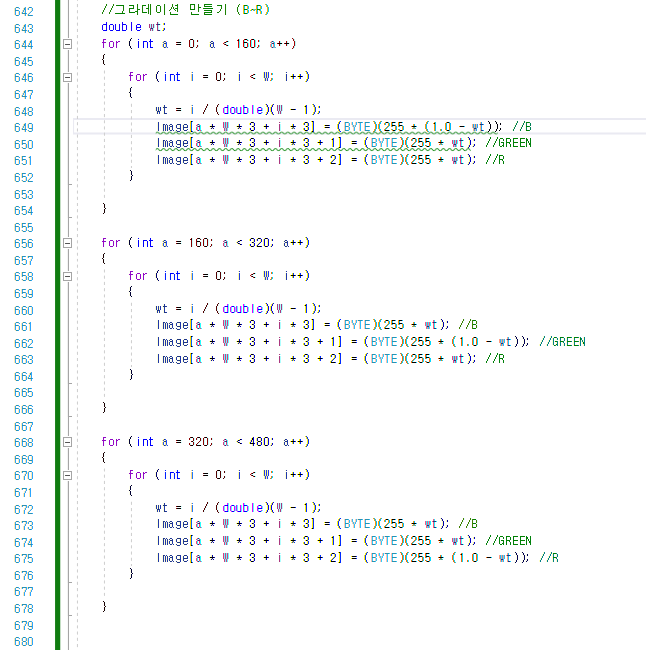 642 //그라데이션 만들기 (B~R)
643 double wt;
644 for (int a = 0; a < 160; a++)
645 {
646 for (int i = 0; i < W; i++)
647 {
648 wt = i / (double)(W - 1);
649 Image[a * W * 3 + i * 3] = (BYTE)(255 * (1.0 - wt)); //B
650 Image[a * W * 3 + i * 3 + 1] = (BYTE)(255 * wt); //GREEN
651 Image[a * W * 3 + i * 3 + 2] = (BYTE)(255 * wt); //R
652 }
653
654 }
655
656 for (int a = 160; a < 320; a++)
657 {
658 for (int i = 0; i < W; i++)
659 {
660 wt = i / (double)(W - 1);
661 Image[a * W * 3 + i * 3] = (BYTE)(255 * wt); //B
662 Image[a * W * 3 + i * 3 + 1] = (BYTE)(255 * (1.0 - wt)); //GREEN
663 Image[a * W * 3 + i * 3 + 2] = (BYTE)(255 * wt); //R
664 }
665
666 }
667
668 for (int a = 320; a < 480; a++)
669 {
670 for (int i = 0; i < W; i++)
671 {
672 wt = i / (double)(W - 1);
673 Image[a * W * 3 + i * 3] = (BYTE)(255 * wt); //B
674 Image[a * W * 3 + i * 3 + 1] = (BYTE)(255 * wt); //GREEN
675 Image[a * W * 3 + i * 3 + 2] = (BYTE)(255 * (1.0 - wt)); //R
676 }
677
678 }
679
680